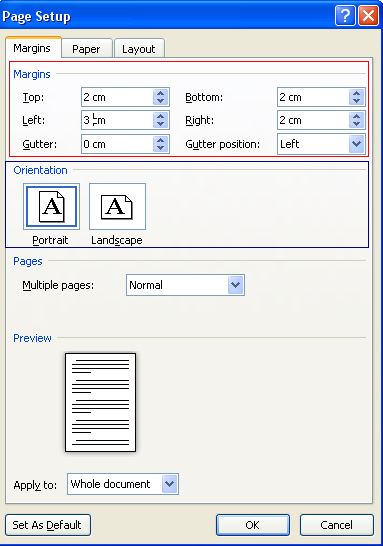 Page Setup
Margins Paper Layout
Margins
Top: 2 cm Bottom: 2 cm
Left: 3 cm Right: 2 cm
Gutter: 0 cm Gutter position: Left
Orientation
A A
Portrait Landscape
Pages
Multiple pages: Normal
Preview
Apply to: Whole document
Set As Default OK Cancel